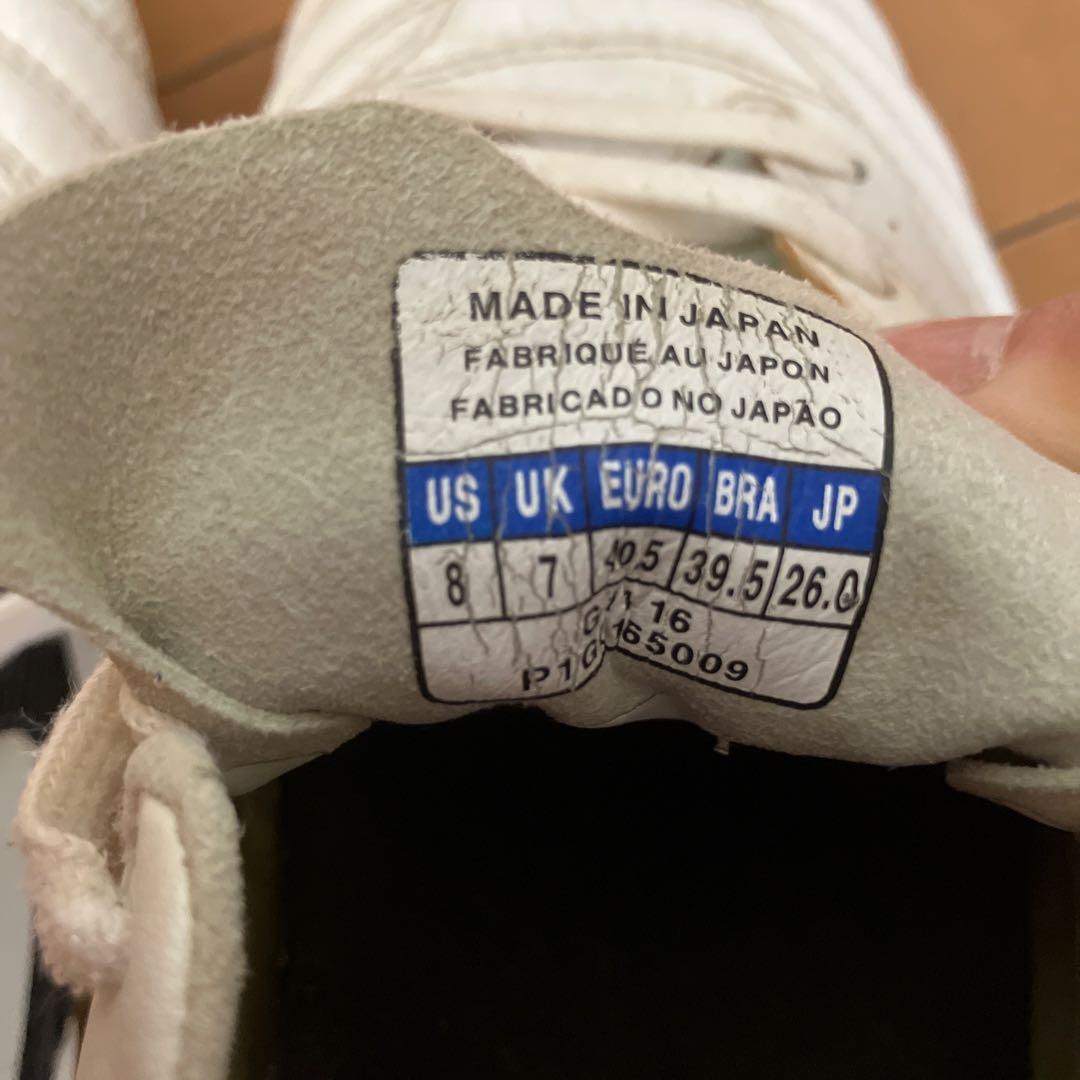 MADE IN JAPAN
FABRIQUÉ AU JAPON
FABRICADO NO JAPÃO
US UK EURO BRA JP
8 7 40.5 39.5 26.0
16